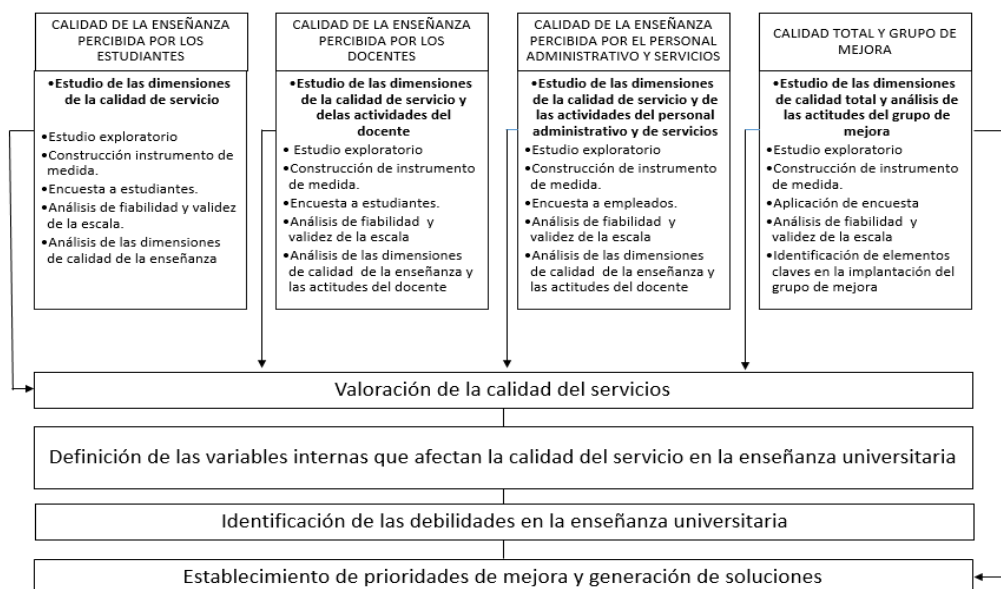 CALIDAD DE LA ENSEÑANZA
PERCIBIDA POR LOS
ESTUDIANTES
•Estudio de las dimensiones
de la calidad de servicio
•Estudio exploratorio
•Construcción instrumento de
medida.
•Encuesta a estudiantes.
•Análisis de fiabilidad y validez
de la escala.
•Análisis de las dimensiones
de calidad de la enseñanza
CALIDAD DE LA ENSEÑANZA
PERCIBIDA POR LOS
DOCENTES
•Estudio de las dimensiones
de la calidad de servicio y
delas actividades del
docente
• Estudio exploratorio
•Construcción de instrumento
de medida.
•Encuesta a estudiantes.
•Análisis de fiabilidad y
validez de la escala
•Análisis de las dimensiones
de calidad de la enseñanza y
las actitudes del docente
CALIDAD DE LA ENSEÑANZA
PERCIBIDA POR EL PERSONAL
ADMINISTRATIVO Y SERVICIOS
•Estudio de las dimensiones
de la calidad de servicio y de
las actividades del personal
administrativo y de servicios
•Estudio exploratorio
•Construcción de instrumento
de medida.
•Encuesta a empleados.
•Análisis de fiabilidad y
validez de la escala
•Análisis de las dimensiones
de calidad de la enseñanza y
las actitudes del docente
CALIDAD TOTAL Y GRUPO DE
MEJORA
•Estudio de las dimensiones
de calidad total y análisis de
las actitudes del grupo de
mejora
•Estudio exploratorio
•Construcción de instrumento
de medida.
•Aplicación de encuesta
•Análisis de fiabilidad y
validez de la escala
•Identificación de elementos
claves en la implantación del
grupo de mejora
Valoración de la calidad del servicios
Definición de las variables internas que afectan la calidad del servicio en la enseñanza universitaria
Identificación de las debilidades en la enseñanza universitaria
Establecimiento de prioridades de mejora y generación de soluciones